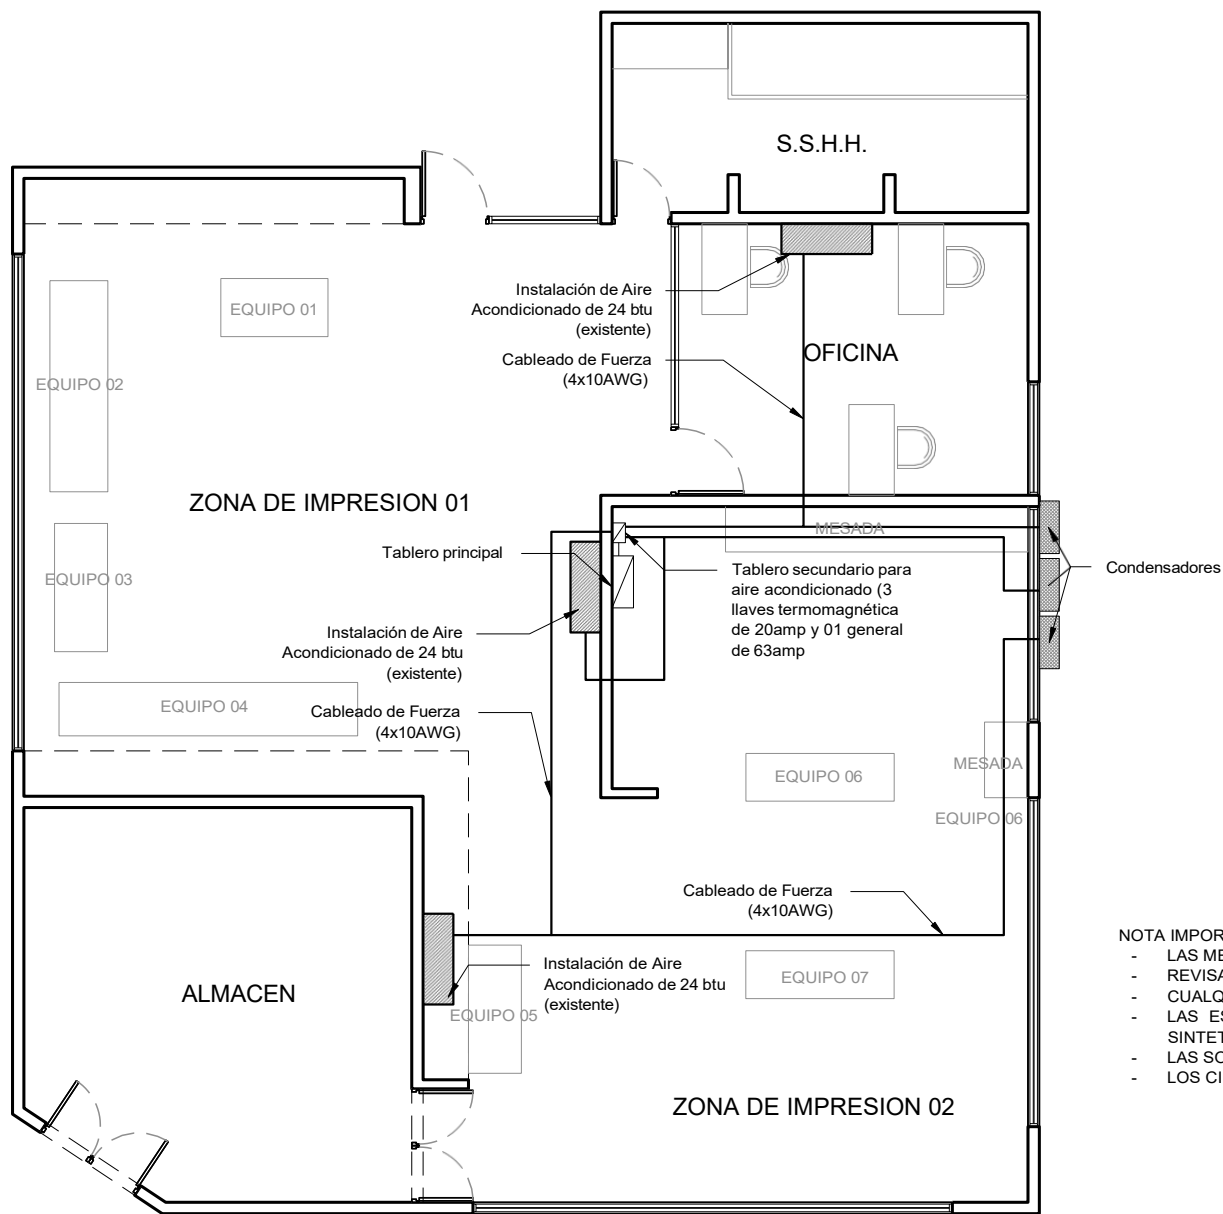 S.S.H.H.
Instalación de Aire
Acondicionado de 24 btu
(existente)
EQUIPO 01
OFICINA
Cableado de Fuerza
(4x10AWG)
EQUIPO 02
ZONA DE IMPRESION 01
MESADA
Tablero principal
Tablero secundario para
aire acondicionado (3
llaves termomagnética
de 20amp y 01 general
de 63amp
Condensadores
EQUIPO 03
Instalación de Aire
Acondicionado de 24 btu
(existente)
EQUIPO 04
Cableado de Fuerza
(4x10AWG)
EQUIPO 06
MESADA
EQUIPO 06
Cableado de Fuerza
(4x10AWG)
NOTA IMPOR
- LAS ME
- REVISA
- CUALQ
- LAS ES
SINTET
- LAS SO
- LOS CI
Instalación de Aire
Acondicionado de 24 btu
(existente)
EQUIPO 07
ALMACEN
EQUIPO 05
ZONA DE IMPRESION 02